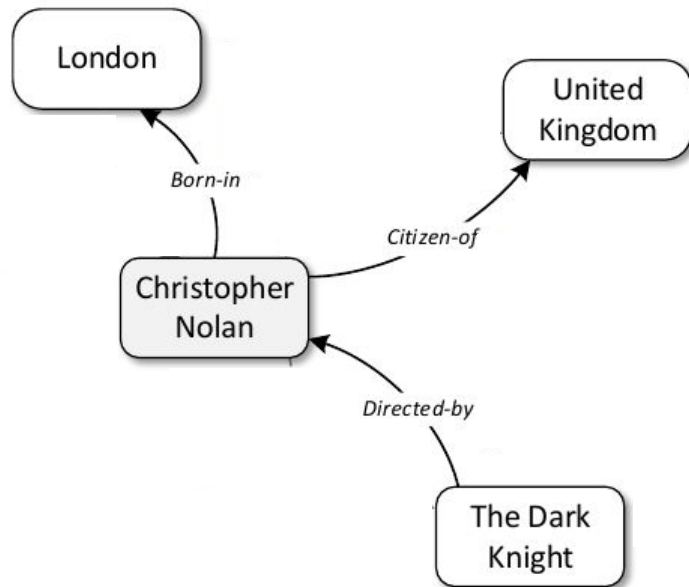 London
United
Kingdom
Born-in
Citizen-of
Christopher
Nolan
Directed-by
The Dark
Knight